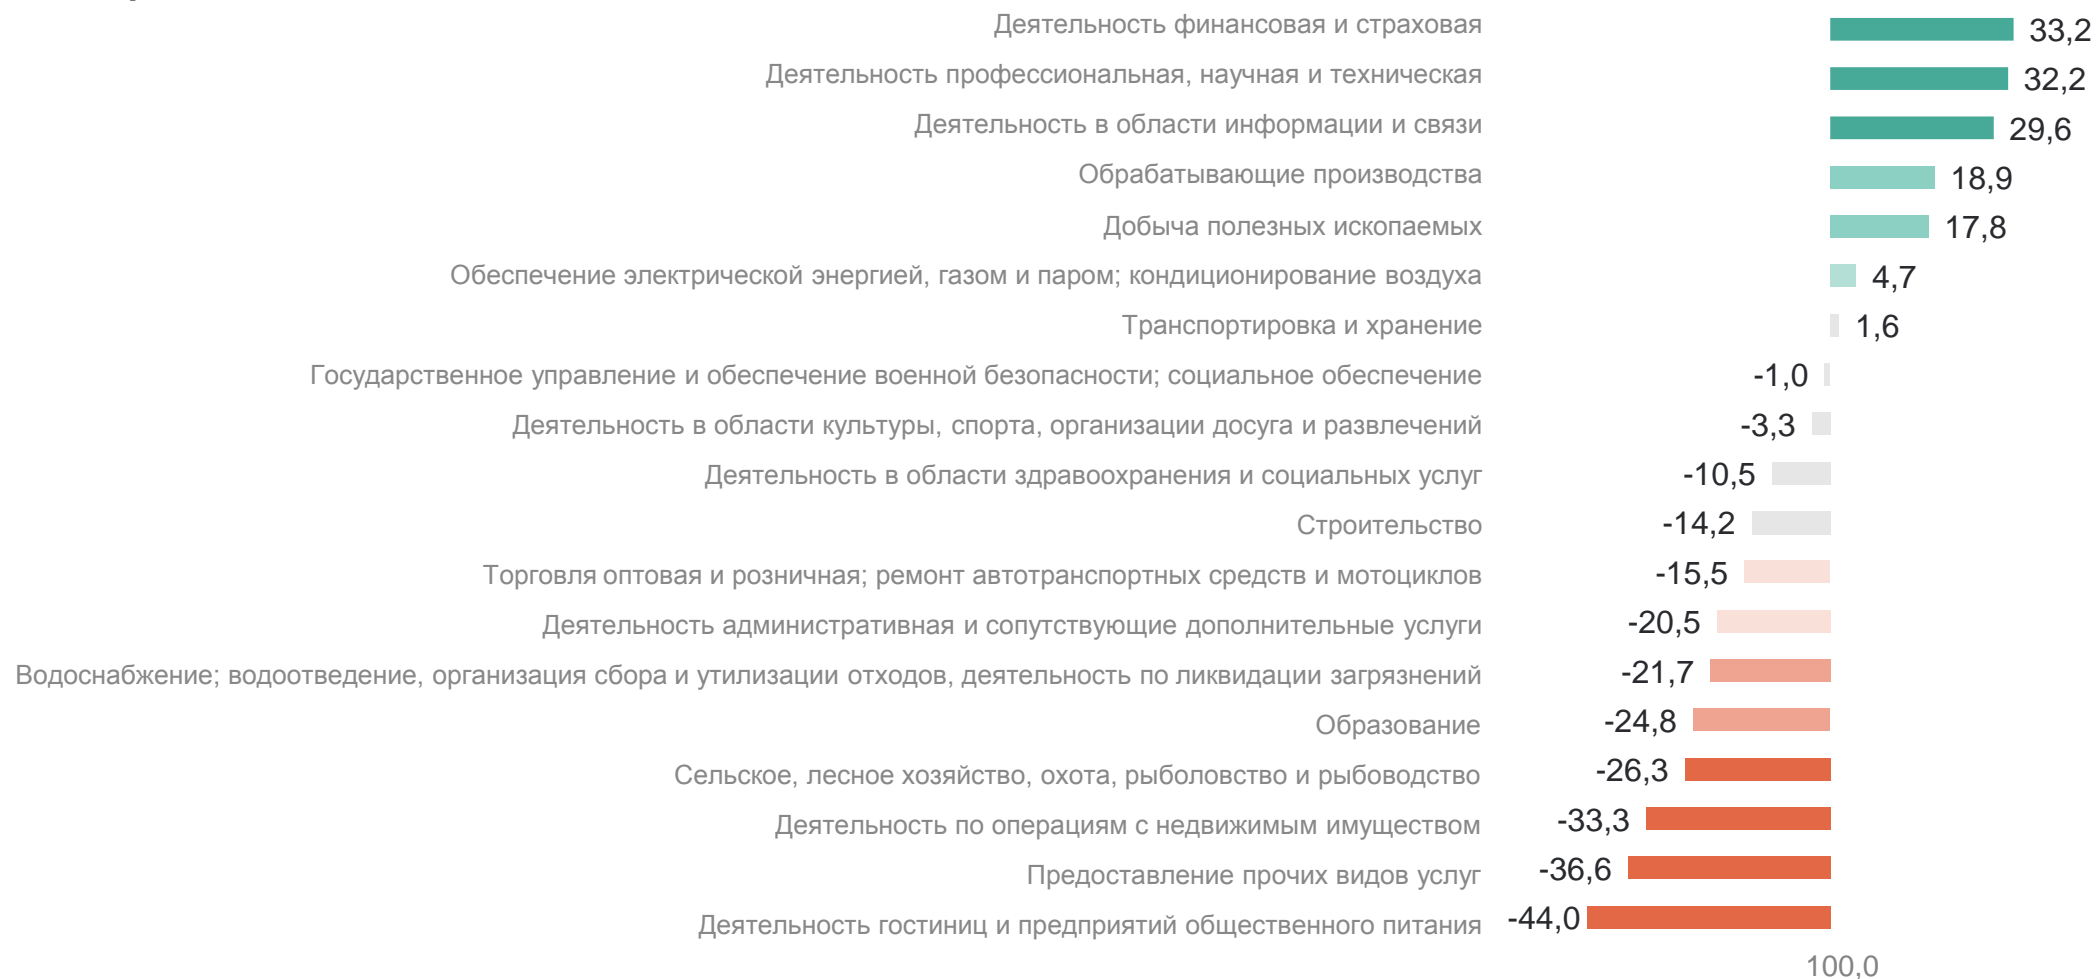 Деятельность финансовая и страховая 33,2
Деятельность профессиональная, научная и техническая 32,2
Деятельность в области информации и связи 29,6
Обрабатывающие производства 18,9
Добыча полезных ископаемых 17,8
Обеспечение электрической энергией, газом и паром; кондиционирование воздуха 4,7
Транспортировка и хранение 1,6
Государственное управление и обеспечение военной безопасности; социальное обеспечение -1,0
Деятельность в области культуры, спорта, организации досуга и развлечений -3,3
Деятельность в области здравоохранения и социальных услуг -10,5
Строительство -14,2
Торговля оптовая и розничная; ремонт автотранспортных средств и мотоциклов -15,5
Деятельность административная и сопутствующие дополнительные услуги -20,5
Водоснабжение; водоотведение, организация сбора и утилизации отходов, деятельность по ликвидации загрязнений -21,7
Образование -24,8
Сельское, лесное хозяйство, охота, рыболовство и рыбоводство -26,3
Деятельность по операциям с недвижимым имуществом -33,3
Предоставление прочих видов услуг -36,6
Деятельность гостиниц и предприятий общественного питания -44,0
100,0